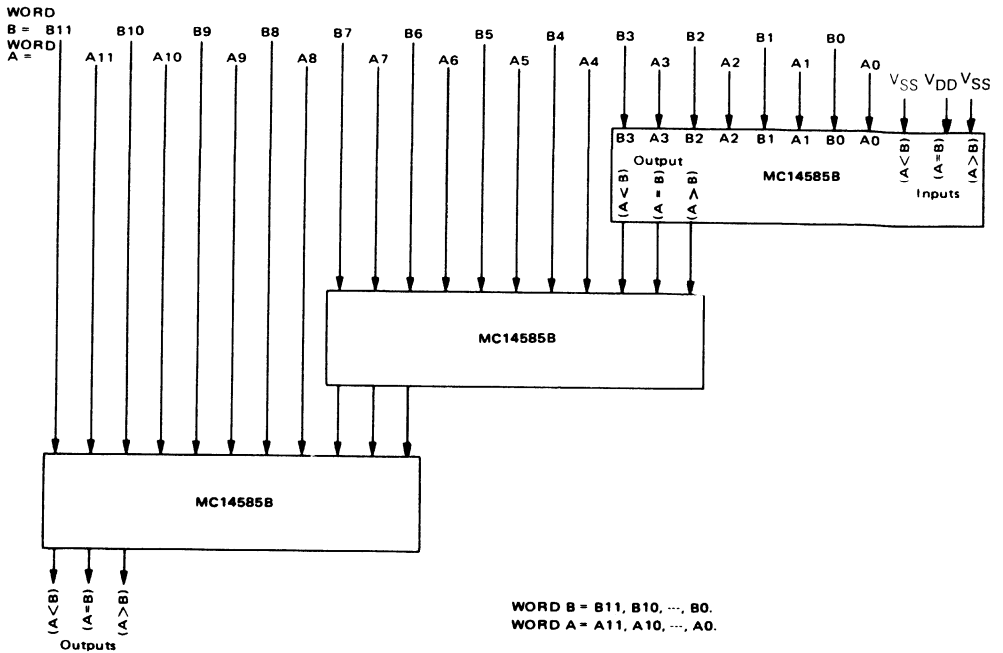 WORD
B = B11 B10 B9 B8 B7 B6 B5 B4 B3 B2 B1 B0
WORD
A = A11 A10 A9 A8 A7 A6 A5 A4 A3 A2 A1 A0
VSS VDD VSS
B3 A3 B2 A2 B1 A1 B0 A0 (A < B) (A = B) (A > B)
Output
(A < B) (A = B) (A > B)
MC14585B
Inputs
MC14585B
MC14585B
(A < B) (A = B) (A > B)
Outputs
WORD B = B11, B10, ---, B0.
WORD A = A11, A10, ---, A0.